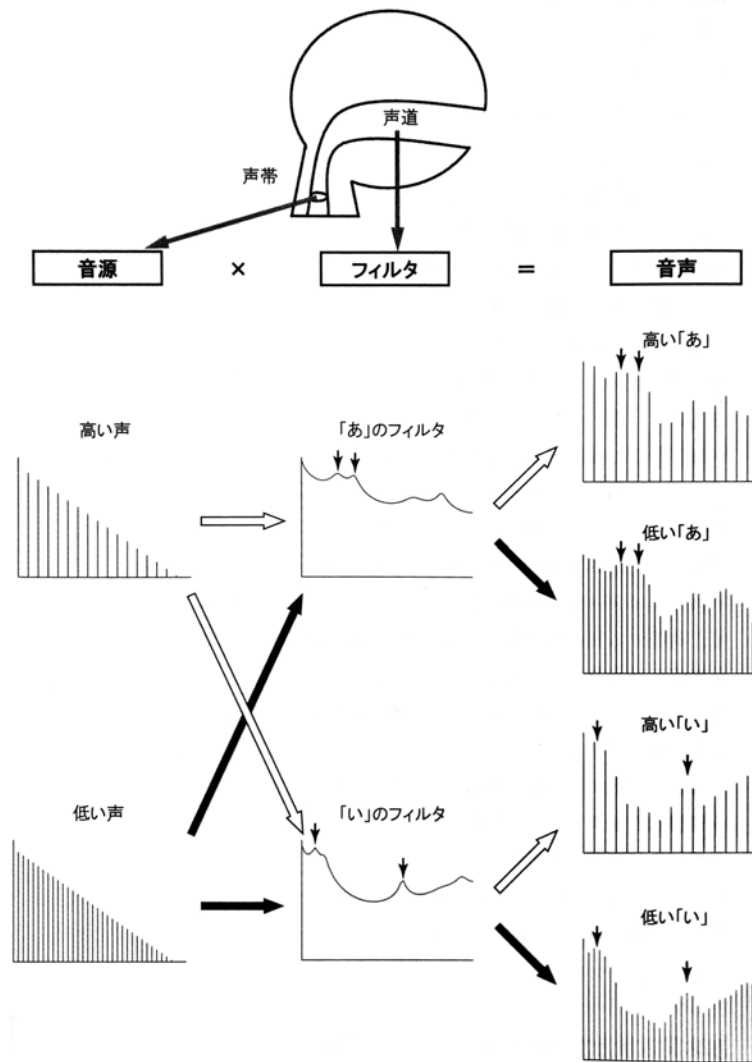 声道
声帯
音源 × フィルタ = 音声
高い「あ」
高い声
「あ」のフィルタ
低い「あ」
高い「い」
低い声
「い」のフィルタ
低い「い」